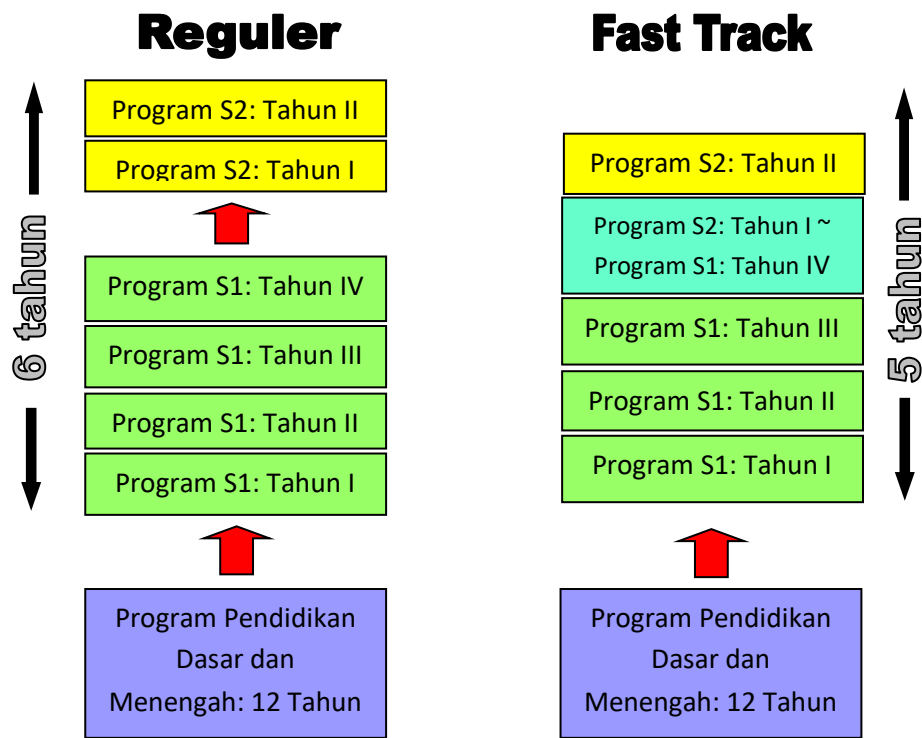 Reguler
Program S2: Tahun II
Program S2: Tahun I
Program S1: Tahun IV
Program S1: Tahun III
Program S1: Tahun II
Program S1: Tahun I
Program Pendidikan
Dasar dan
Menengah: 12 Tahun
6 tahun
Fast Track
Program S2: Tahun II
Program S2: Tahun I ~
Program S1: Tahun IV
Program S1: Tahun III
Program S1: Tahun II
Program S1: Tahun I
Program Pendidikan
Dasar dan
Menengah: 12 Tahun
5 tahun